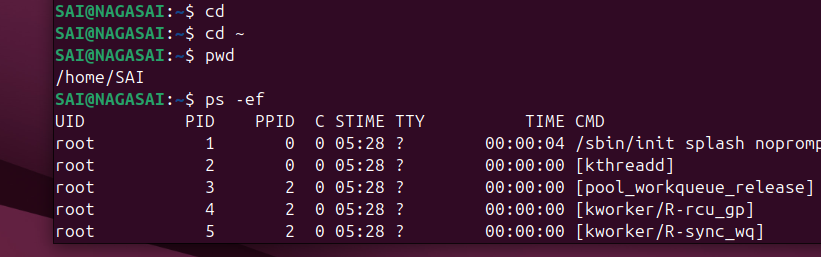 SAI@NAGASAI:~$ cd
SAI@NAGASAI:~$ cd ~
SAI@NAGASAI:~$ pwd
/home/SAI
SAI@NAGASAI:~$ ps -ef
UID          PID    PPID  C STIME TTY          TIME CMD
root           1       0  0 05:28 ?        00:00:04 /sbin/init splash nopromp
root           2       0  0 05:28 ?        00:00:00 [kthreadd]
root           3       2  0 05:28 ?        00:00:00 [pool_workqueue_release]
root           4       2  0 05:28 ?        00:00:00 [kworker/R-rcu_gp]
root           5       2  0 05:28 ?        00:00:00 [kworker/R-sync_wq]